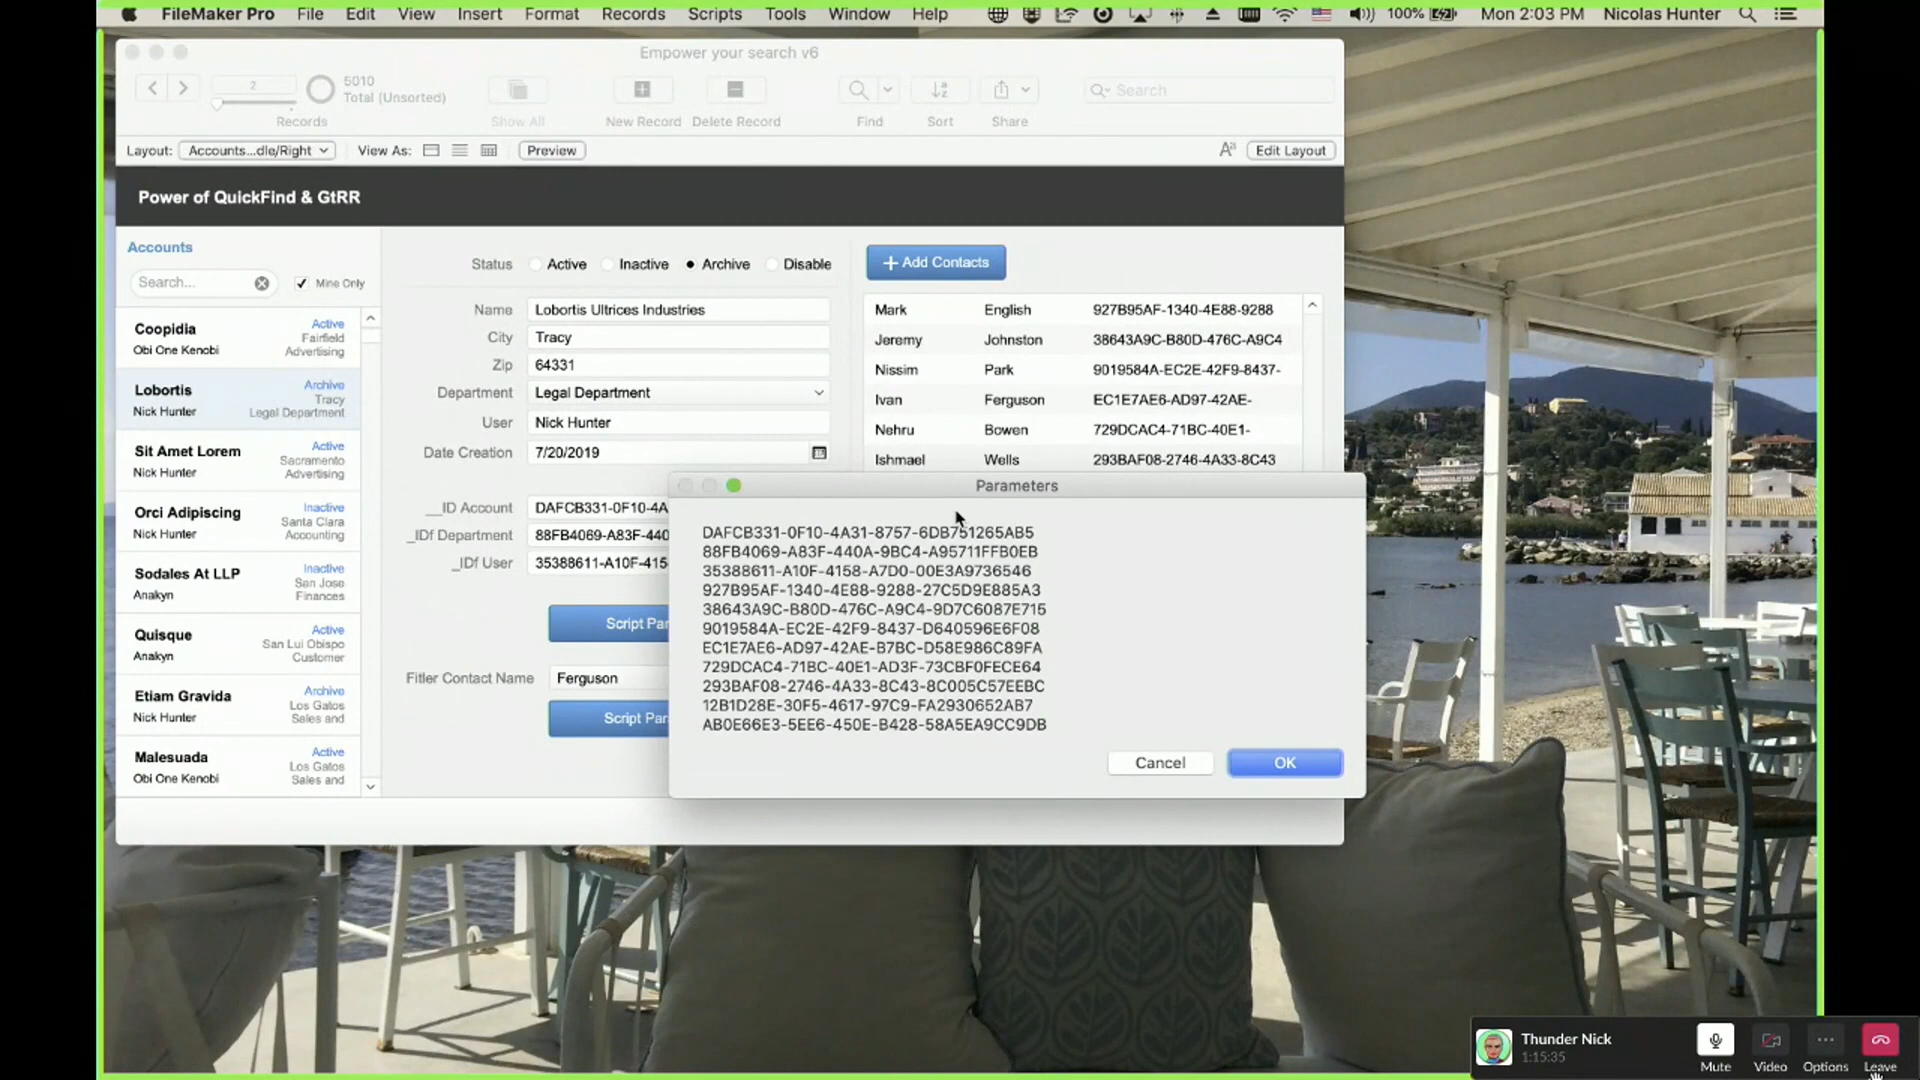 FileMaker Pro File Edit View Insert Format Records Scripts Tools Window Help 100% Mon 2:03 PM Nicolas Hunter
Empower your search v6
2
5010
Total (Unsorted)
Search
Records Show All New Record Delete Record Find Sort Share
Layout: Accounts...dle/Right View As: Preview Edit Layout
Power of QuickFind & GtRR
Accounts
Search... Mine Only
Coopidia Active
Obi One Kenobi Fairfield
Advertising
Lobortis Archive
Nick Hunter Tracy
Legal Department
Sit Amet Lorem Active
Nick Hunter Sacramento
Advertising
Orci Adipiscing Inactive
Nick Hunter Santa Clara
Accounting
Sodales At LLP Inactive
Anakyn San Jose
Finances
Quisque Active
Anakyn San Lui Obispo
Customer
Etiam Gravida Archive
Nick Hunter Los Gatos
Sales and
Malesuada Active
Obi One Kenobi Los Gatos
Sales and
Status Active Inactive Archive Disable
Name Lobortis Ultrices Industries
City Tracy
Zip 64331
Department Legal Department
User Nick Hunter
Date Creation 7/20/2019
__ID Account DAFCB331-0F10-4A
_IDf Department 88FB4069-A83F-440
_IDf User 35388611-A10F-415
Script Par
Fitler Contact Name Ferguson
Script Par
+ Add Contacts
Mark English 927B95AF-1340-4E88-9288
Jeremy Johnston 38643A9C-B80D-476C-A9C4
Nissim Park 9019584A-EC2E-42F9-8437-
Ivan Ferguson EC1E7AE6-AD97-42AE-
Nehru Bowen 729DCAC4-71BC-40E1-
Ishmael Wells 293BAF08-2746-4A33-8C43
Parameters
DAFCB331-0F10-4A31-8757-6DB751265AB5
88FB4069-A83F-440A-9BC4-A95711FFB0EB
35388611-A10F-4158-A7D0-00E3A9736546
927B95AF-1340-4E88-9288-27C5D9E885A3
38643A9C-B80D-476C-A9C4-9D7C6087E715
9019584A-EC2E-42F9-8437-D640596E6F08
EC1E7AE6-AD97-42AE-B7BC-D58E986C89FA
729DCAC4-71BC-40E1-AD3F-73CBF0FECE64
293BAF08-2746-4A33-8C43-8C005C57EEBC
12B1D28E-30F5-4617-97C9-FA2930652AB7
AB0E66E3-5EE6-450E-B428-58A5EA9CC9DB
Cancel OK
Thunder Nick
1:15:35
Mute Video Options Leave